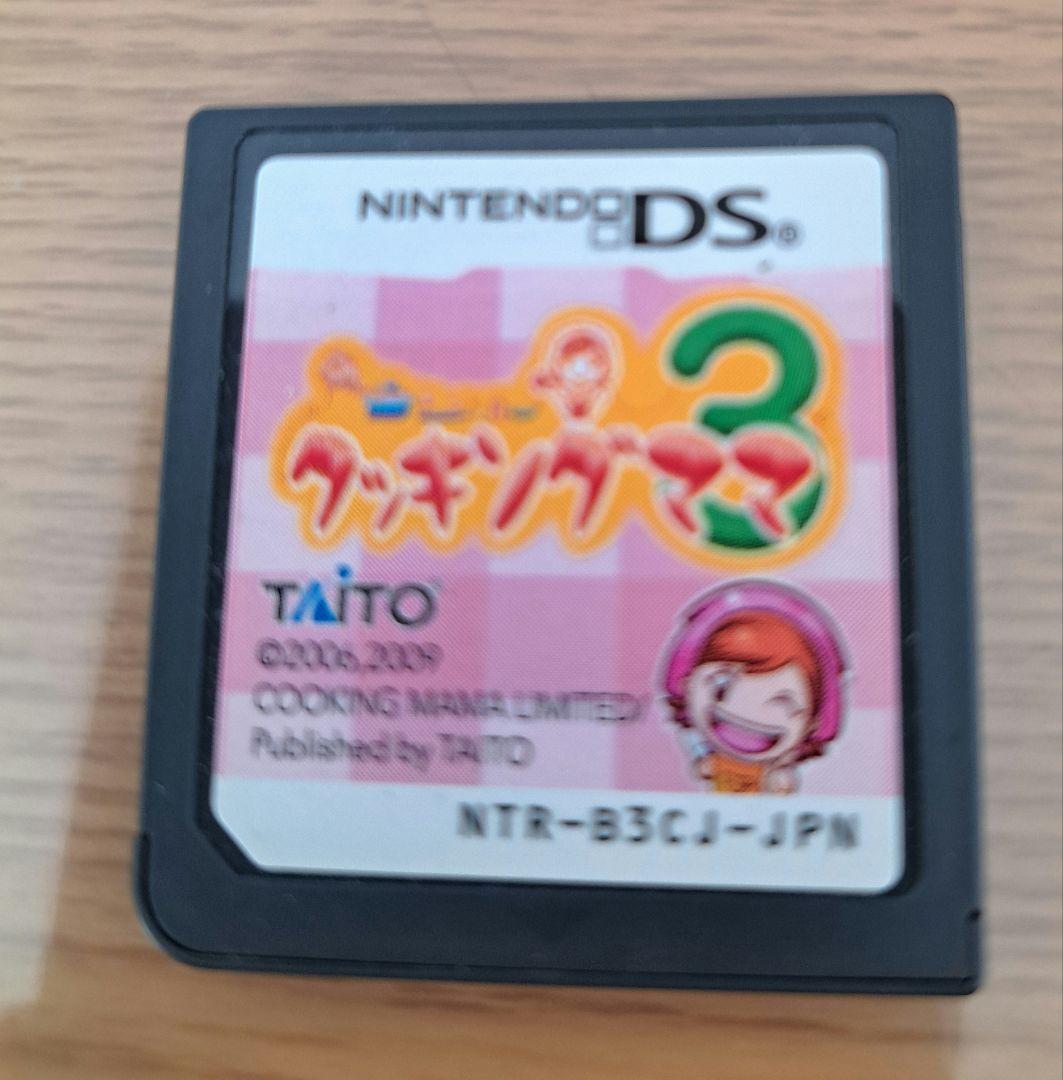 NINTENDO DS®
クッキングママ3
TAITO
©2006,2009
COOKING MAMA LIMITED/
Published by TAITO
NTR-B3CJ-JPN